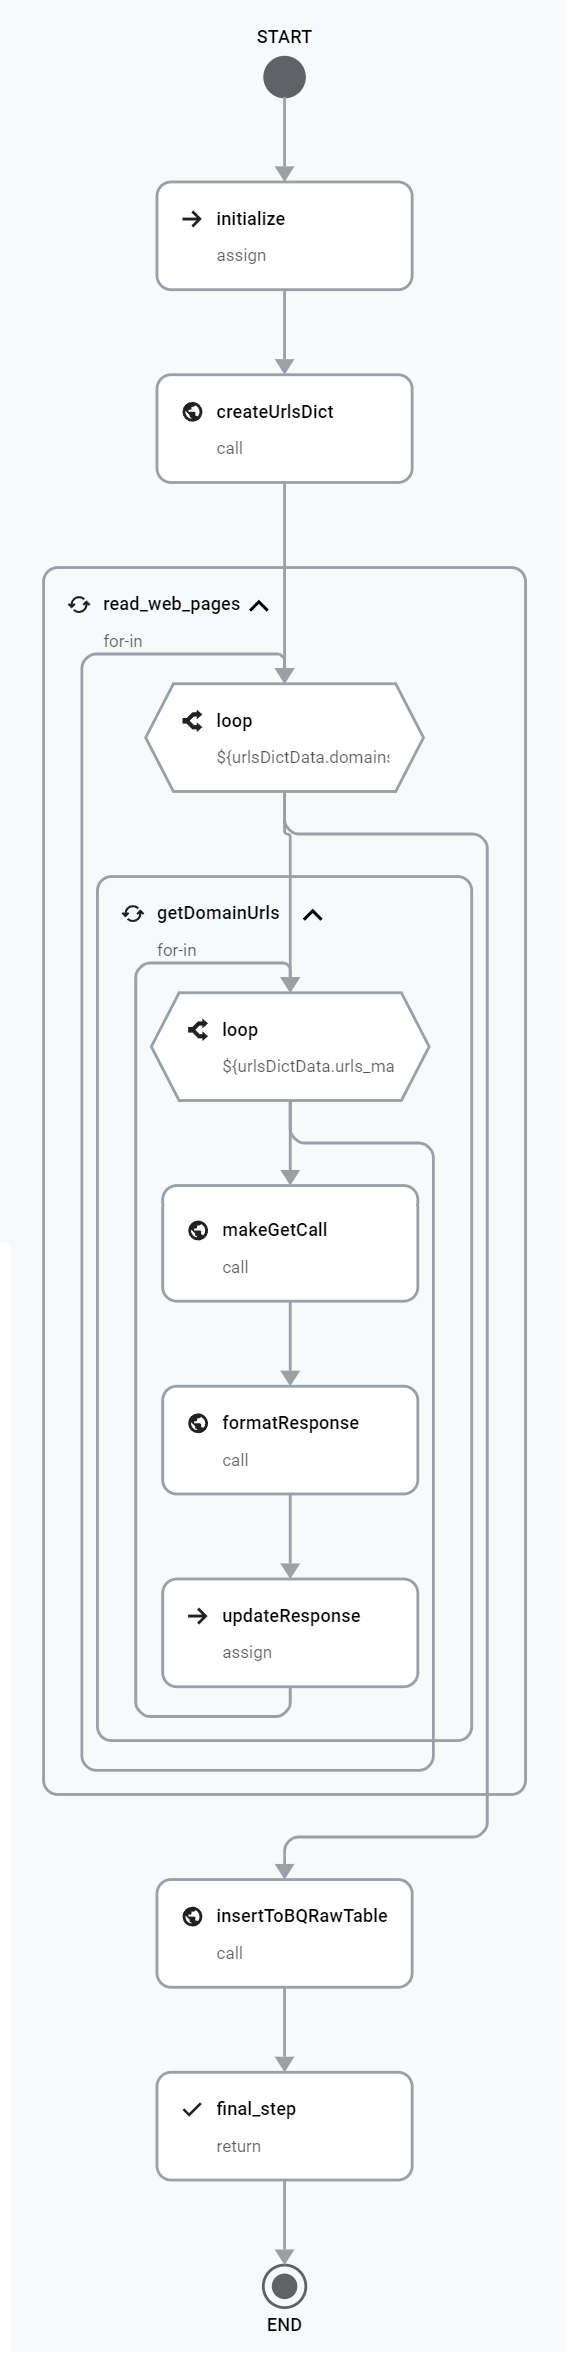 START
initialize
assign
createUrlsDict
call
read_web_pages
for-in
loop
${urlsDictData.domains
getDomainUrls
for-in
loop
${urlsDictData.urls_ma
makeGetCall
call
formatResponse
call
updateResponse
assign
insertToBQRawTable
call
final_step
return
END